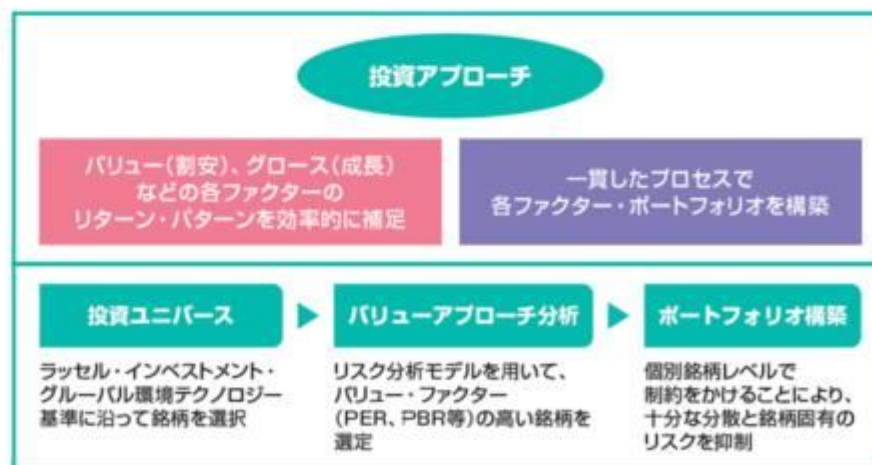 投資アプローチ
バリュー(割安)、グロース(成長)
などの各ファクターの
リターン・パターンを効率的に補足
一貫したプロセスで
各ファクター・ポートフォリオを構築
投資ユニバース
バリューアプローチ分析
ポートフォリオ構築
ラッセル・インベストメント・
グルーバル環境テクノロジー
基準に沿って銘柄を選択
リスク分析モデルを用いて、
バリュー・ファクター
(PER、PBR等)の高い銘柄を
選定
個別銘柄レベルで
制約をかけることにより、
十分な分散と銘柄固有の
リスクを抑制